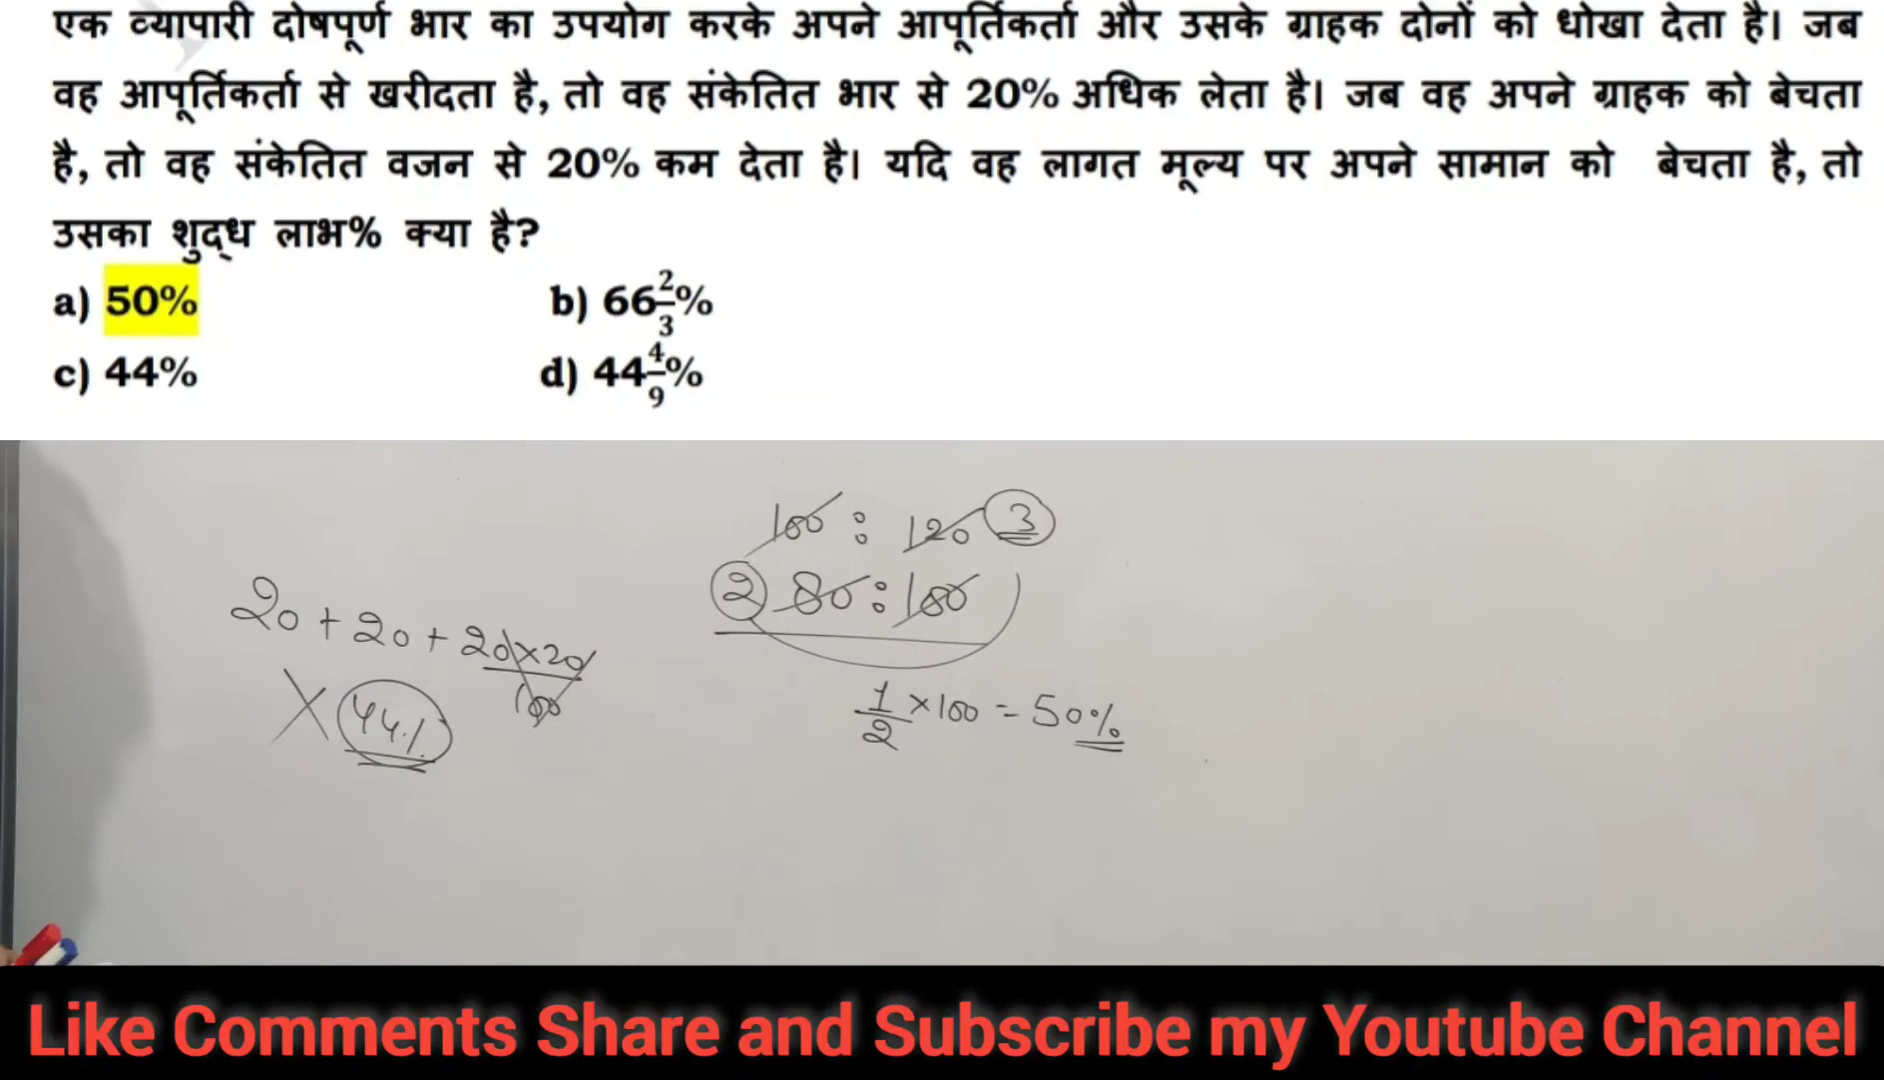 एक व्यापारी दोषपूर्ण भार का उपयोग करके अपने आपूर्तिकर्ता और उसके ग्राहक दोनों को धोखा देता है। जब
वह आपूर्तिकर्ता से खरीदता है, तो वह संकेतित भार से 20% अधिक लेता है। जब वह अपने ग्राहक को बेचता
है, तो वह संकेतित वजन से 20% कम देता है। यदि वह लागत मूल्य पर अपने सामान को बेचता है, तो
उसका शुद्ध लाभ% क्या है?
a) 50% b) 66 2/3%
c) 44% d) 44 4/9%
100 : 120 3
2 80 : 100
20 + 20 + 20×20/100
× 44%
1/2 × 100 = 50%
Like Comments Share and Subscribe my Youtube Channel